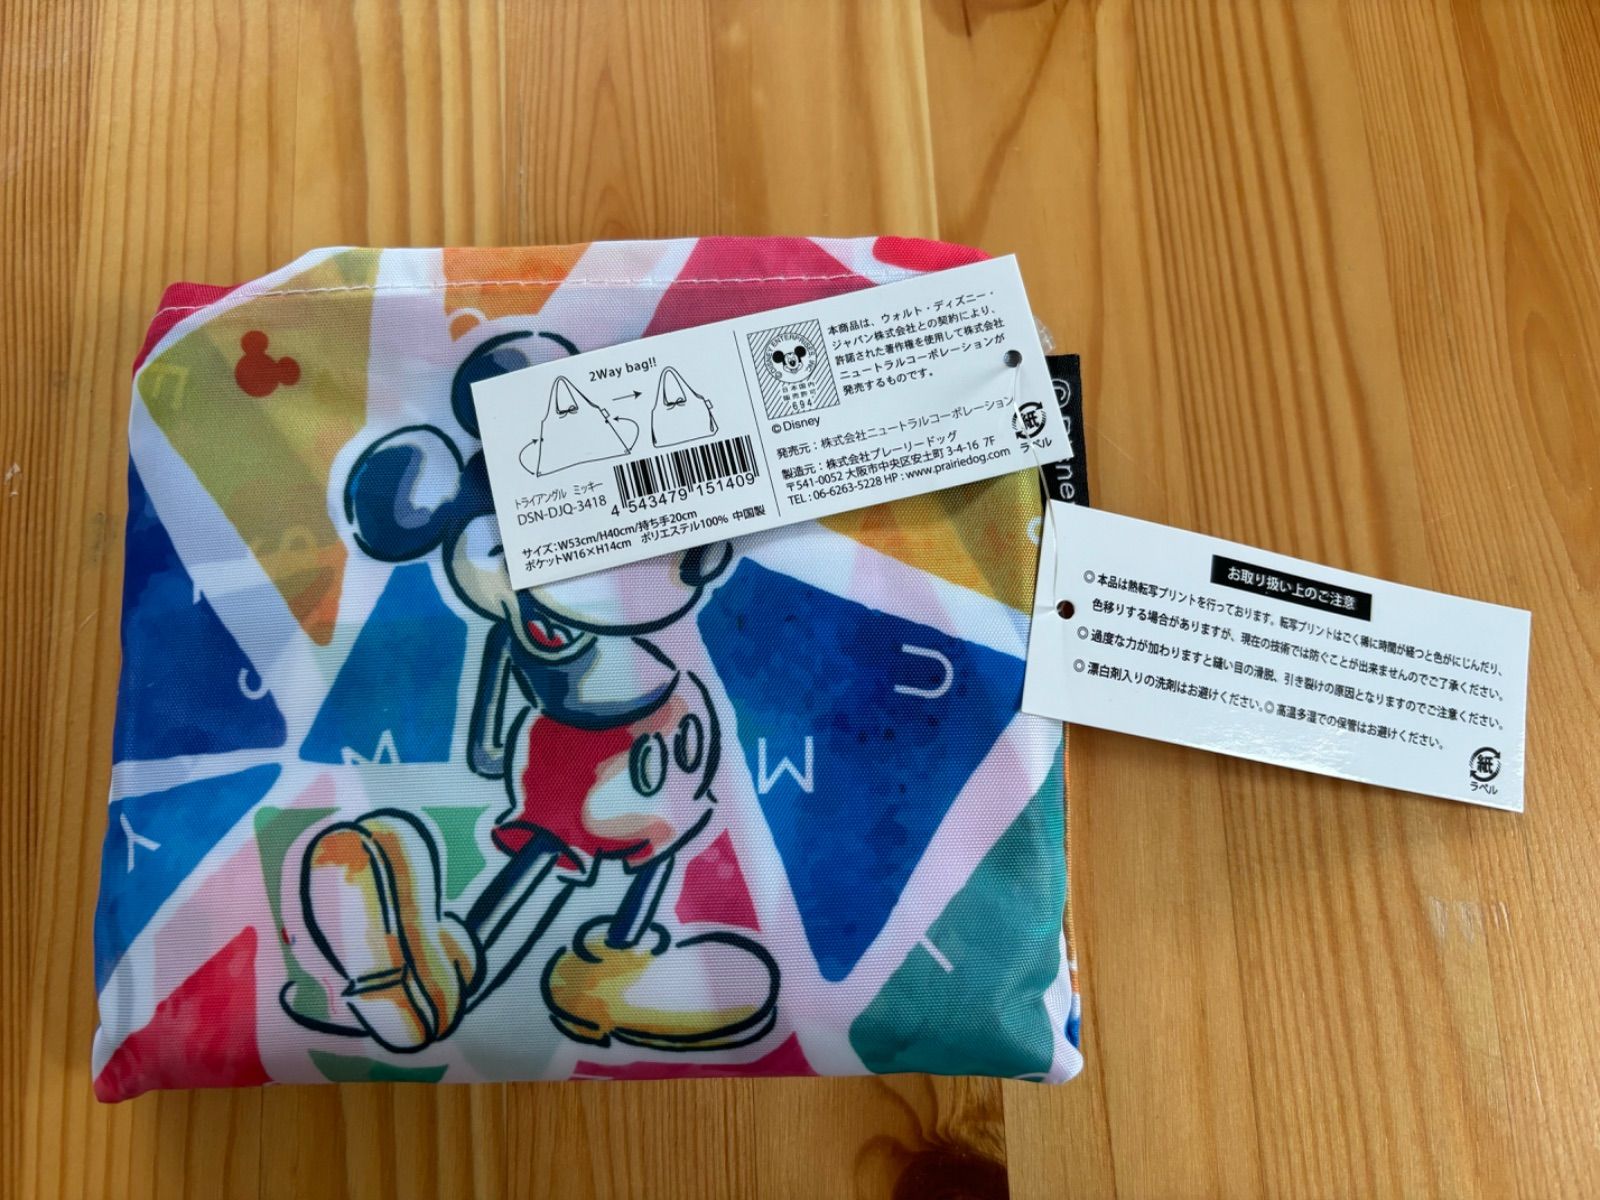 2Way bag!!
トライアングル ミッキー
DSN-DJQ-3418
4 543479 151409
サイズ：W53cm/H40cm/持ち手20cm
ポケットW16×H14cm ポリエステル100% 中国製
日本国内
販売許可
694
©Disney
本商品は、ウォルト・ディズニー・
ジャパン株式会社との契約により、
許諾された著作権を使用して株式会社
ニュートラルコーポレーションが
発売するものです。
発売元：株式会社ニュートラルコーポレーション
製造元：株式会社プレーリードッグ
〒541-0052 大阪市中央区安土町 3-4-16 7F
TEL : 06-6263-5228 HP : www.prairiedog.com
紙
ラベル
お取り扱い上のご注意
◎ 本品は熱転写プリントを行っております。転写プリントはごく稀に時間が経つと色がにじんだり、
色移りする場合がありますが、現在の技術では防ぐことが出来ませんのでご了承ください。
◎ 過度な力が加わりますと縫い目の滑脱、引き裂けの原因となりますのでご注意ください。
◎ 漂白剤入りの洗剤はお避けください。◎ 高温多湿での保管はお避けください。
紙
ラベル
M
U
M
Y